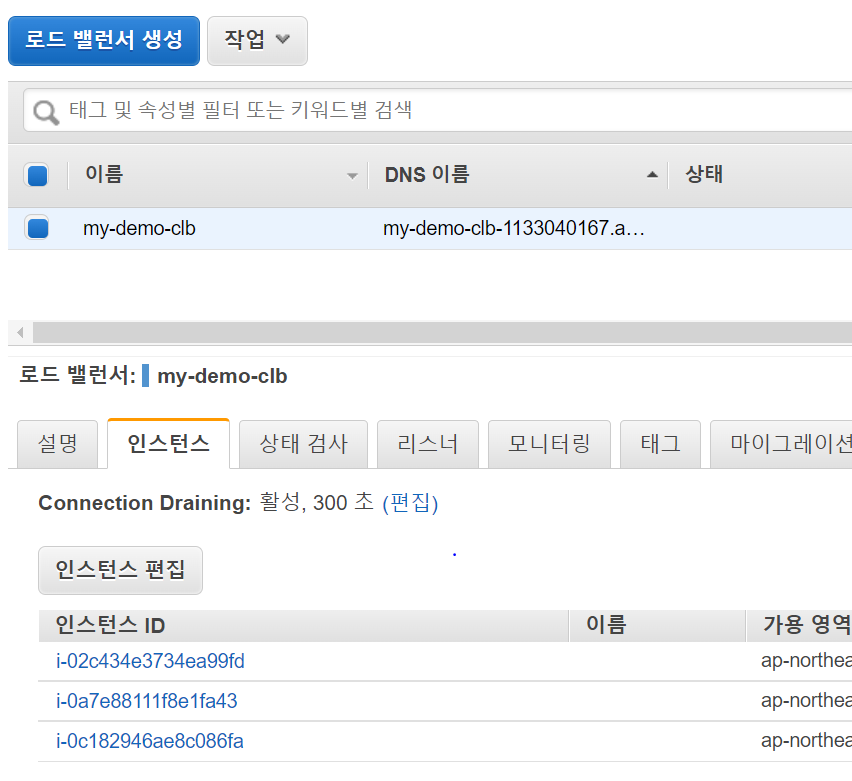 로드 밸런서 생성 작업
태그 및 속성별 필터 또는 키워드별 검색
이름 DNS 이름 상태
my-demo-clb my-demo-clb-1133040167.a…
로드 밸런서: my-demo-clb
설명 인스턴스 상태 검사 리스너 모니터링 태그 마이그레이션
Connection Draining: 활성, 300 초 (편집)
인스턴스 편집
인스턴스 ID 이름 가용 영역
i-02c434e3734ea99fd ap-northea
i-0a7e88111f8e1fa43 ap-northea
i-0c182946ae8c086fa ap-northea